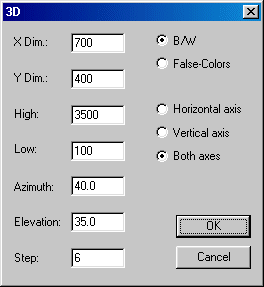 3D
X Dim.: 700
B/W
Y Dim.: 400
False-Colors
High: 3500
Horizontal axis
Vertical axis
Low: 100
Both axes
Azimuth: 40.0
Elevation: 35.0
OK
Step: 6
Cancel